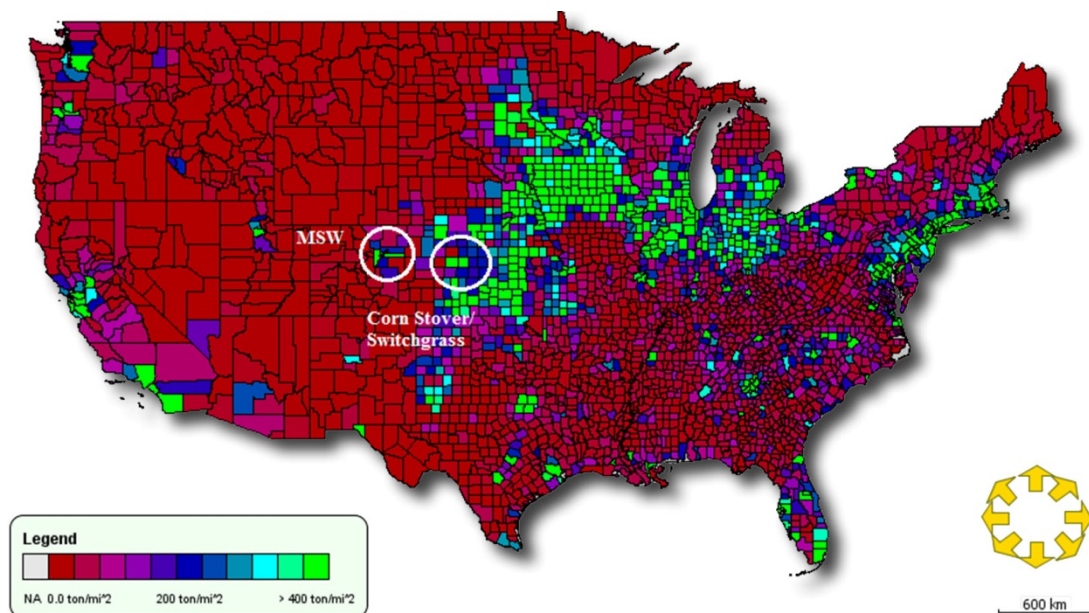 MSW
Corn Stover/
Switchgrass
Legend
NA 0.0 ton/mi^2 200 ton/mi^2 > 400 ton/mi^2
600 km